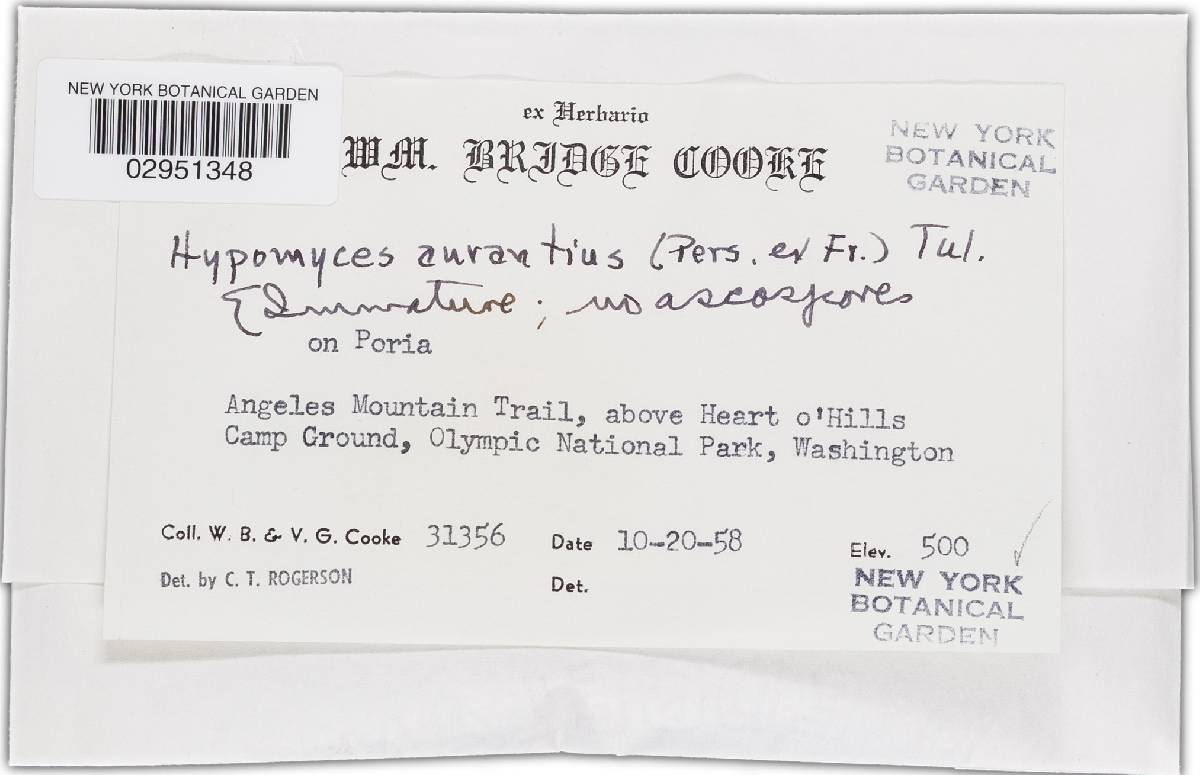 NEW YORK BOTANICAL GARDEN
02951348
ex Herbario
WM. BRIDGE COOKE
NEW YORK
BOTANICAL
GARDEN
Hypomyces aurantius (Pers. ex Fr.) Tul.
Immature; no ascospores
on Poria
Angeles Mountain Trail, above Heart o'Hills
Camp Ground, Olympic National Park, Washington
Coll. W. B. & V. G. Cooke 31356 Date 10-20-58 Elev. 500
Det. by C. T. ROGERSON Det.
NEW YORK
BOTANICAL
GARDEN